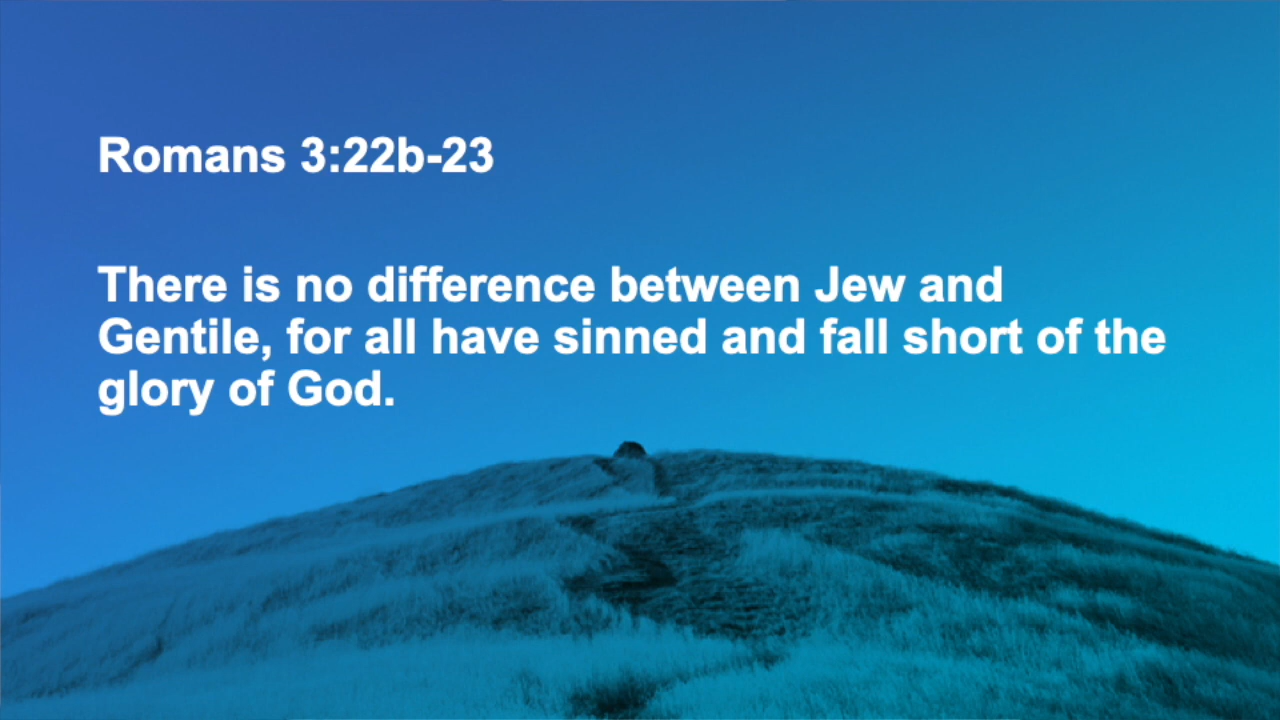 Romans 3:22b-23
There is no difference between Jew and
Gentile, for all have sinned and fall short of the
glory of God.